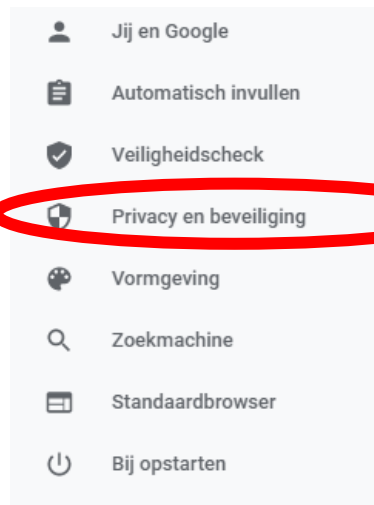 Jij en Google
Automatisch invullen
Veiligheidscheck
Privacy en beveiliging
Vormgeving
Zoekmachine
Standaardbrowser
Bij opstarten